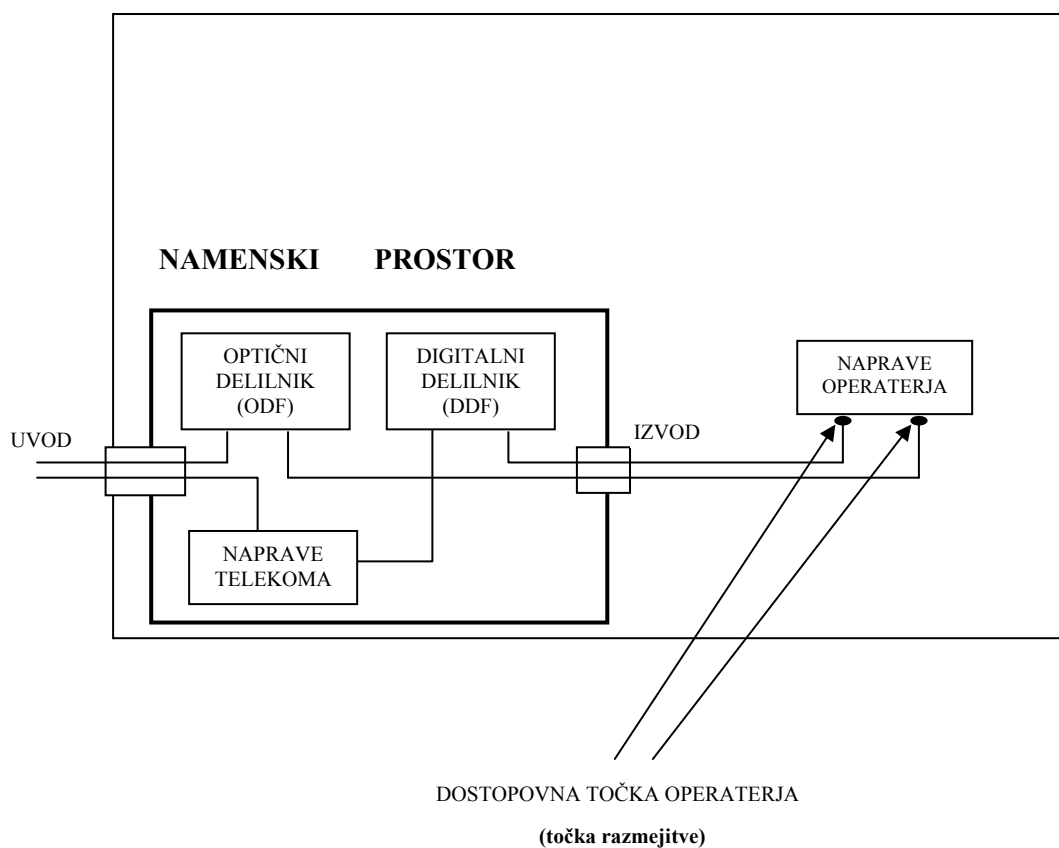 NAMENSKI PROSTOR
OPTIČNI
DELILNIK
(ODF)
DIGITALNI
DELILNIK
(DDF)
NAPRAVE
OPERATERJA
UVOD
IZVOD
NAPRAVE
TELEKOMA
DOSTOPOVNA TOČKA OPERATERJA
(točka razmejitve)